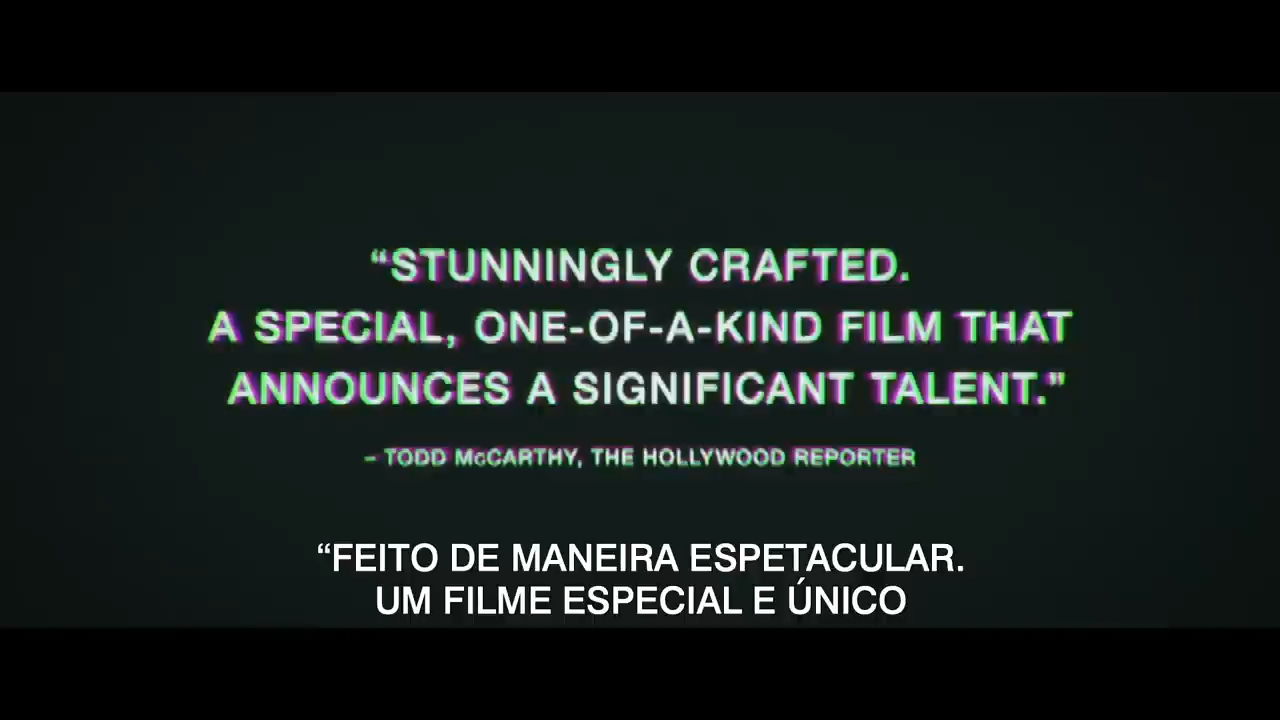 “STUNNINGLY CRAFTED.
A SPECIAL, ONE-OF-A-KIND FILM THAT
ANNOUNCES A SIGNIFICANT TALENT.”
– TODD McCARTHY, THE HOLLYWOOD REPORTER
“FEITO DE MANEIRA ESPETACULAR.
UM FILME ESPECIAL E ÚNICO